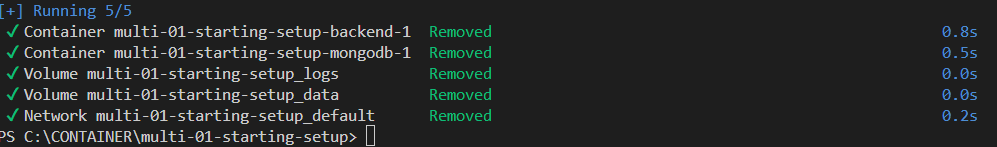 [+] Running 5/5
✔ Container multi-01-starting-setup-backend-1  Removed  0.8s
✔ Container multi-01-starting-setup-mongodb-1  Removed  0.5s
✔ Volume multi-01-starting-setup_logs  Removed  0.0s
✔ Volume multi-01-starting-setup_data  Removed  0.0s
✔ Network multi-01-starting-setup_default  Removed  0.2s
PS C:\CONTAINER\multi-01-starting-setup>